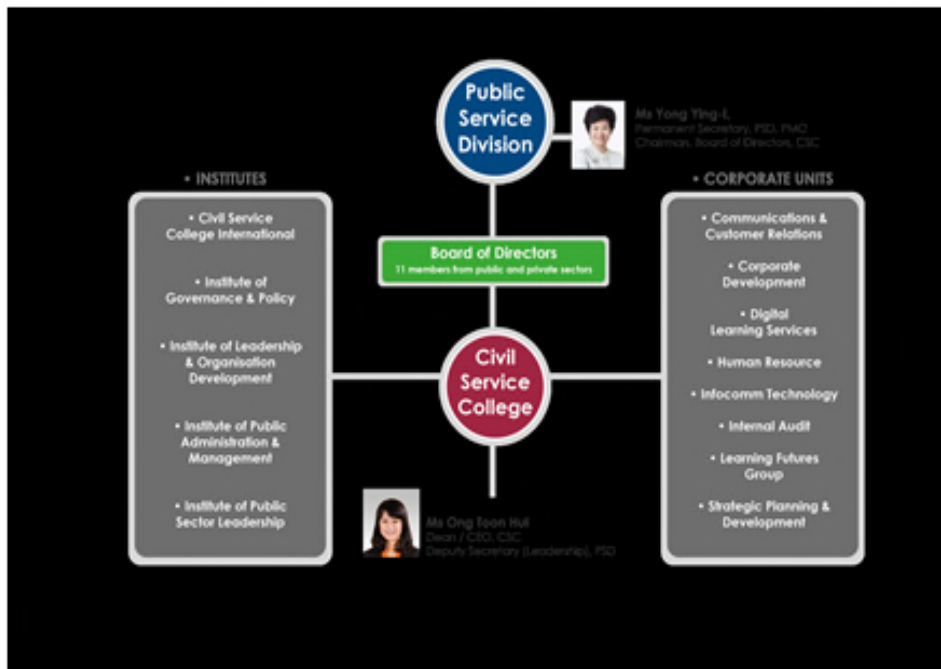 Public
Service
Division
Ms Yong Ying-I,
Permanent Secretary, PSD, PMO
Chairman, Board of Directors, CSC
• INSTITUTES
• Civil Service
College International
• Institute of
Governance & Policy
• Institute of Leadership
& Organisation
Development
• Institute of Public
Administration &
Management
• Institute of Public
Sector Leadership
Board of Directors
11 members from public and private sectors
Civil
Service
College
• CORPORATE UNITS
• Communications &
Customer Relations
• Corporate
Development
• Digital
Learning Services
• Human Resource
• Infocomm Technology
• Internal Audit
• Learning Futures
Group
• Strategic Planning &
Development
Ms Ong Toon Hui
Dean / CEO, CSC
Deputy Secretary (Leadership), PSD